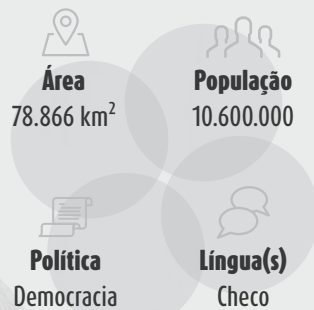 Área
78.866 km²
População
10.600.000
Política
Democracia
Língua(s)
Checo